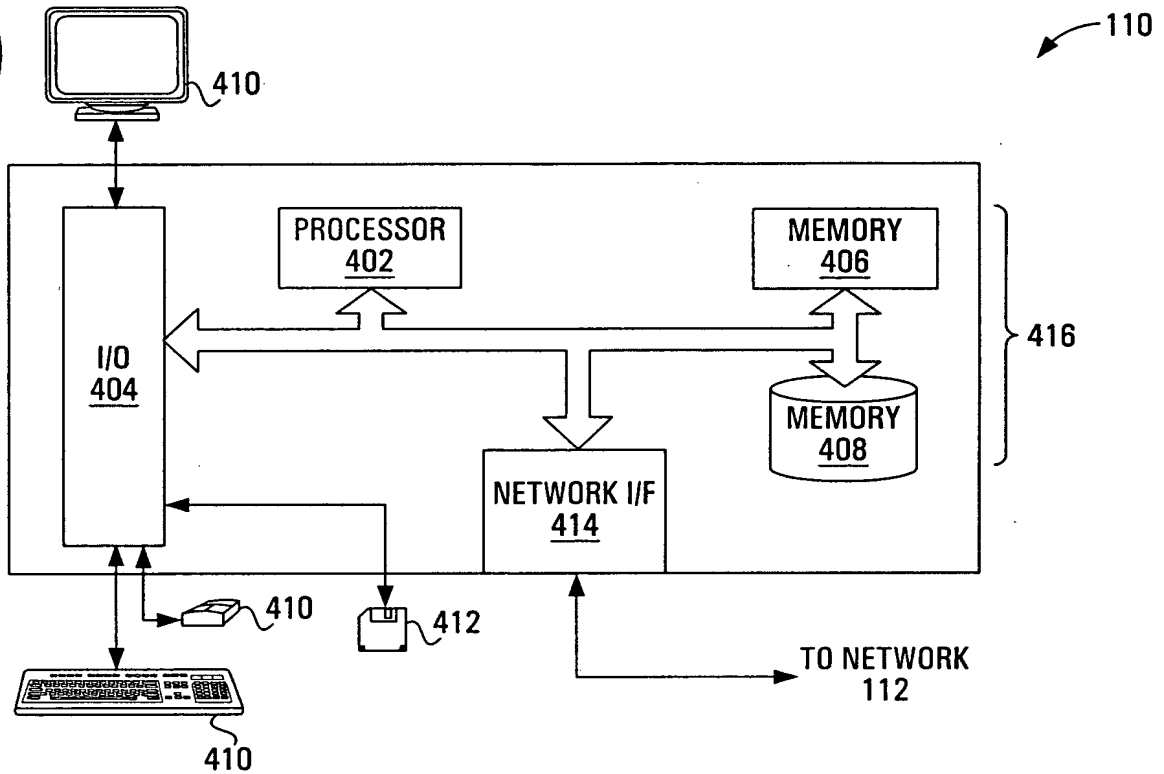 110
410
PROCESSOR
402
MEMORY
406
416
I/O
404
MEMORY
408
NETWORK I/F
414
410
412
TO NETWORK
112
410